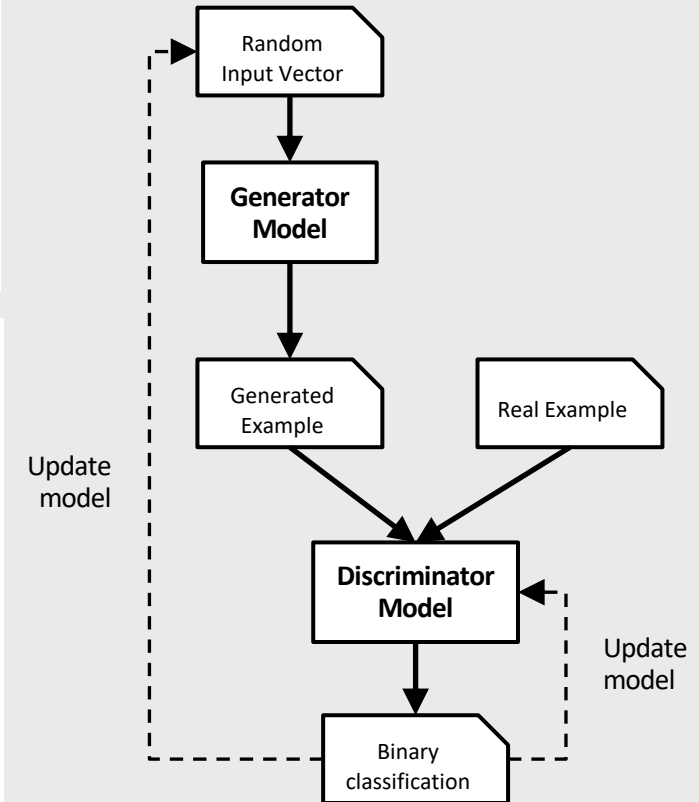 Random
Input Vector
Generator
Model
Generated
Example
Real Example
Update
model
Discriminator
Model
Update
model
Binary
classification